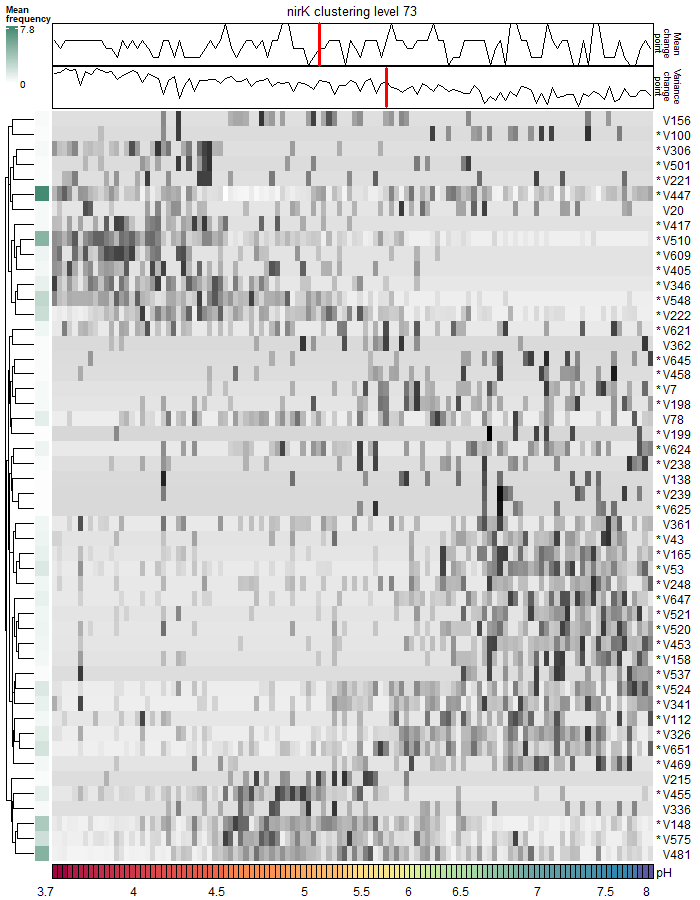 nirK clustering level 73
Mean
frequency
7.8
0
Mean
change
point
Variance
change
point
V156
* V100
* V306
* V501
* V221
* V447
V20
* V417
* V510
* V609
* V405
* V346
* V548
* V222
* V621
V362
* V645
* V458
* V7
* V198
V78
* V199
* V624
* V238
V138
* V239
* V625
V361
* V43
* V165
* V53
* V248
* V647
* V521
* V520
* V453
* V158
* V537
* V524
* V341
* V112
* V326
* V651
* V469
V215
* V455
V336
* V148
* V575
V481
pH
3.7 4 4.5 5 5.5 6 6.5 7 7.5 8